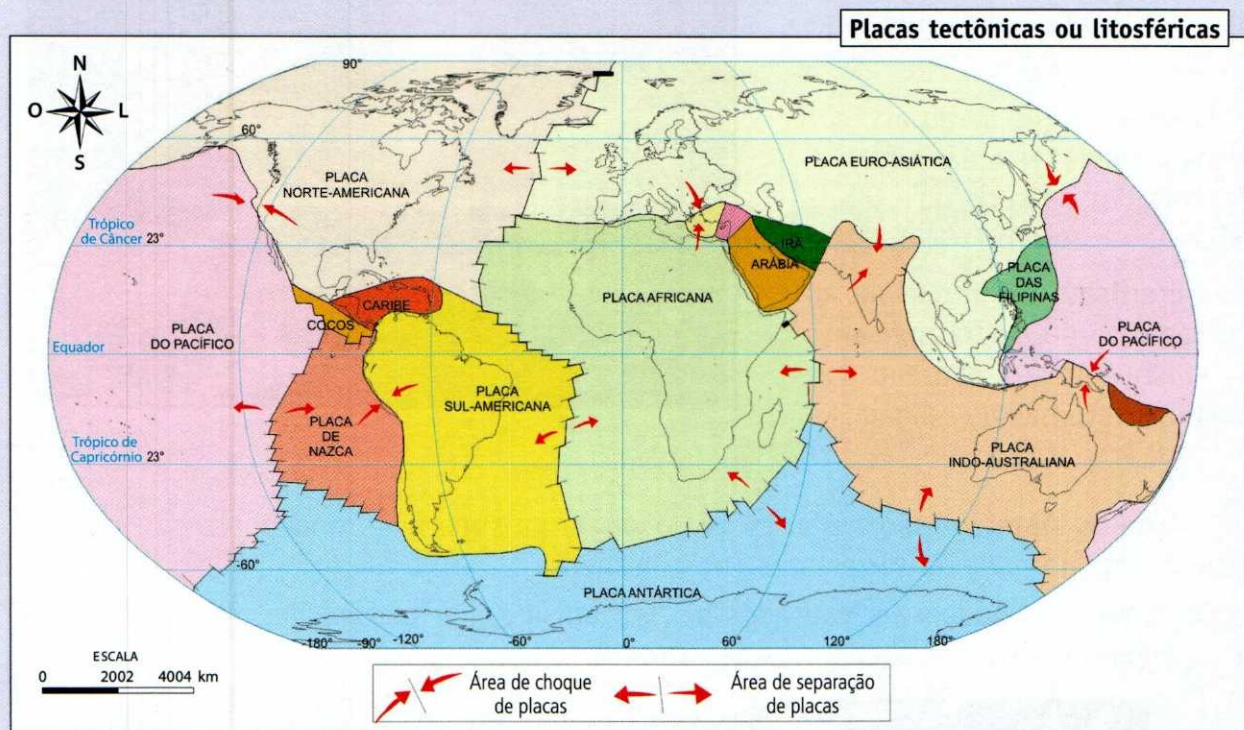 Placas tectônicas ou litosféricas
N
O
L
S
90°
60°
PLACA
NORTE-AMERICANA
PLACA EURO-ASIÁTICA
Trópico
de Câncer
23°
IRÃ
ARÁBIA
PLACA
DAS
FILIPINAS
CARIBE
COCOS
PLACA AFRICANA
PLACA
DO PACÍFICO
PLACA
DO PACÍFICO
Equador
PLACA
SUL-AMERICANA
PLACA
DE
NAZCA
Trópico de
Capricórnio
23°
PLACA
INDO-AUSTRALIANA
-60°
PLACA ANTÁRTICA
-180°
-90°
-120°
-60°
0°
60°
120°
180°
ESCALA
0 2002 4004 km
Área de choque
de placas
Área de separação
de placas